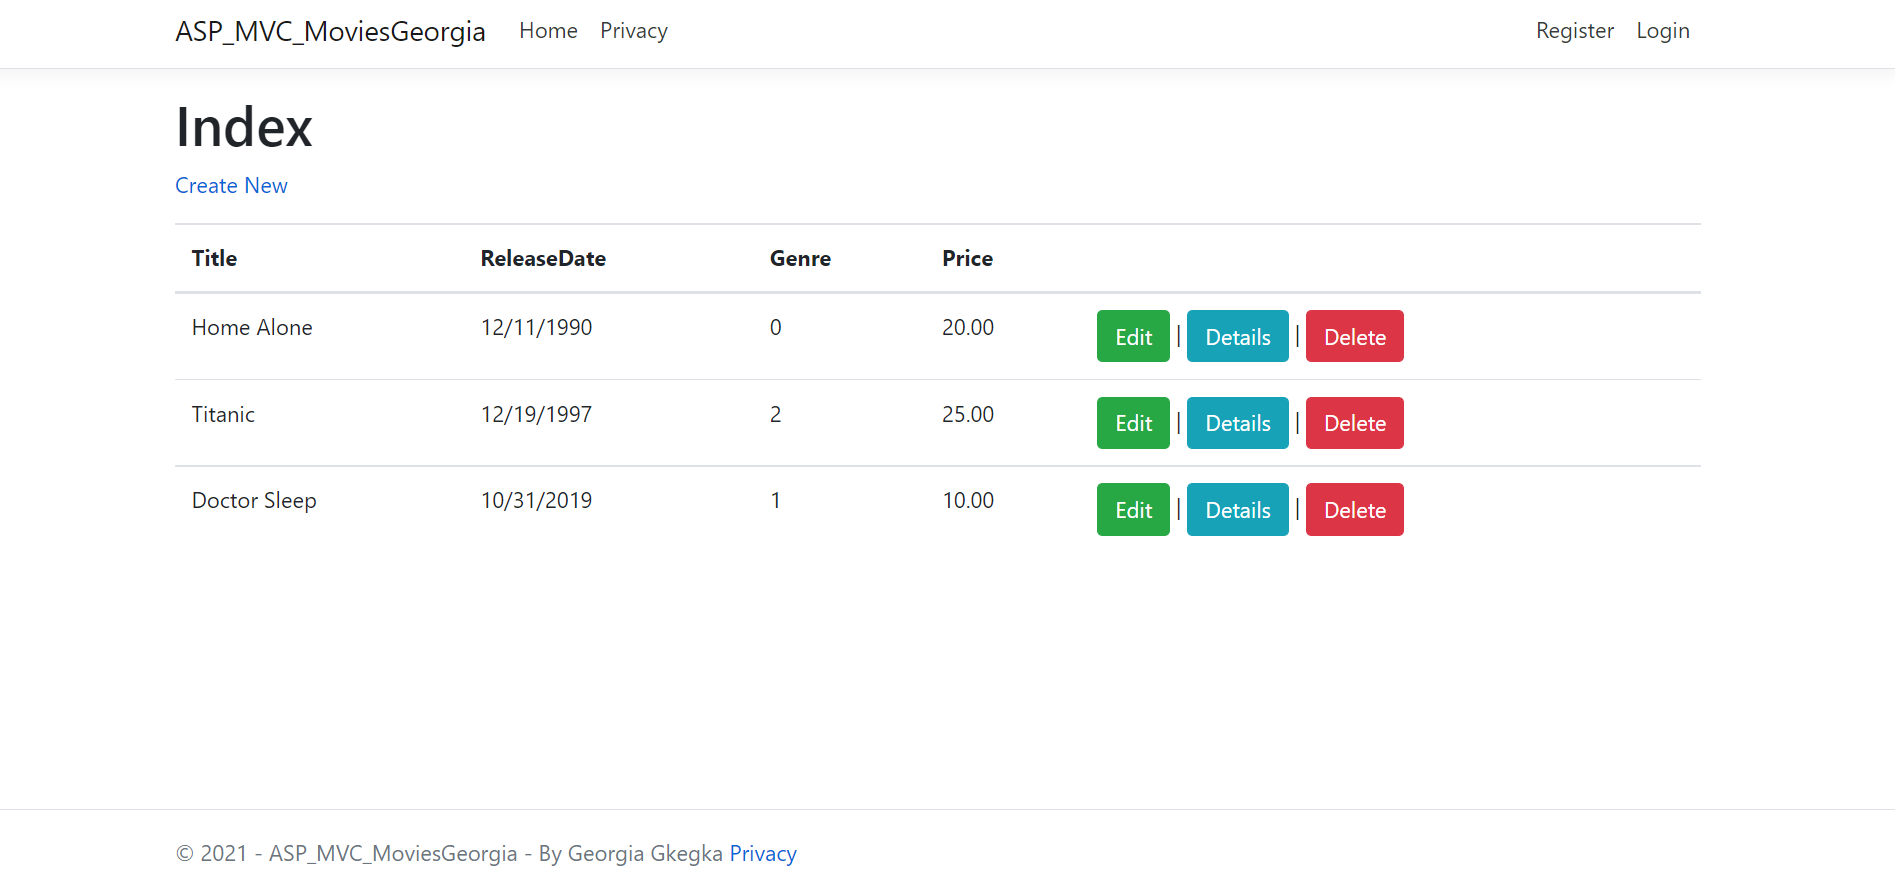 ASP_MVC_MoviesGeorgia Home Privacy Register Login
Index
Create New
Title ReleaseDate Genre Price
Home Alone 12/11/1990 0 20.00 Edit | Details | Delete
Titanic 12/19/1997 2 25.00 Edit | Details | Delete
Doctor Sleep 10/31/2019 1 10.00 Edit | Details | Delete
© 2021 - ASP_MVC_MoviesGeorgia - By Georgia Gkegka Privacy